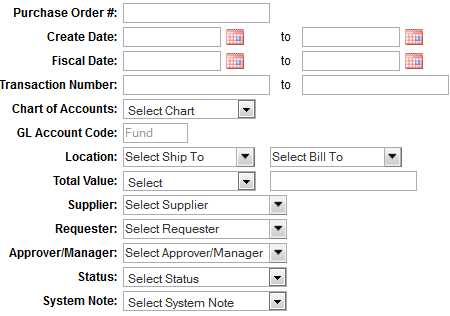 Purchase Order #:
Create Date: to
Fiscal Date: to
Transaction Number: to
Chart of Accounts: Select Chart
GL Account Code: Fund
Location: Select Ship To Select Bill To
Total Value: Select
Supplier: Select Supplier
Requester: Select Requester
Approver/Manager: Select Approver/Manager
Status: Select Status
System Note: Select System Note